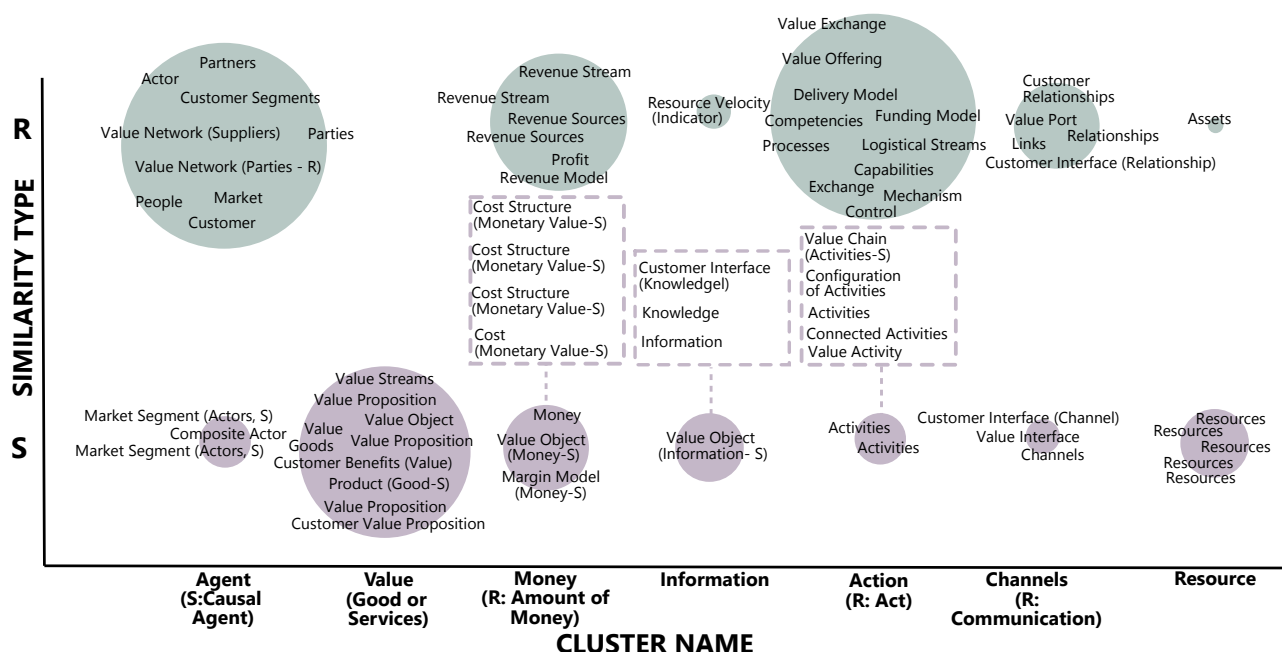 SIMILARITY TYPE
R
S
Partners
Actor
Customer Segments
Value Network (Suppliers)
Parties
Value Network (Parties - R)
People
Market
Customer
Revenue Stream
Revenue Stream
Revenue Sources
Revenue Sources
Profit
Revenue Model
Resource Velocity
(Indicator)
Value Exchange
Value Offering
Delivery Model
Competencies
Funding Model
Processes
Logistical Streams
Capabilities
Exchange
Mechanism
Control
Customer
Relationships
Value Port
Relationships
Links
Customer Interface (Relationship)
Assets
Cost Structure
(Monetary Value-S)
Cost Structure
(Monetary Value-S)
Cost Structure
(Monetary Value-S)
Cost
(Monetary Value-S)
Customer Interface
(Knowledgel)
Knowledge
Information
Value Chain
(Activities-S)
Configuration
of Activities
Activities
Connected Activities
Value Activity
Market Segment (Actors, S)
Composite Actor
Market Segment (Actors, S)
Value Streams
Value Proposition
Value Object
Value
Value Proposition
Goods
Customer Benefits (Value)
Product (Good-S)
Value Proposition
Customer Value Proposition
Money
Value Object
(Money-S)
Margin Model
(Money-S)
Value Object
(Information- S)
Activities
Activities
Customer Interface (Channel)
Value Interface
Channels
Resources
Resources
Resources
Resources
Resources
Agent
(S:Causal
Agent)
Value
(Good or
Services)
Money
(R: Amount of
Money)
Information
Action
(R: Act)
Channels
(R:
Communication)
Resource
CLUSTER NAME